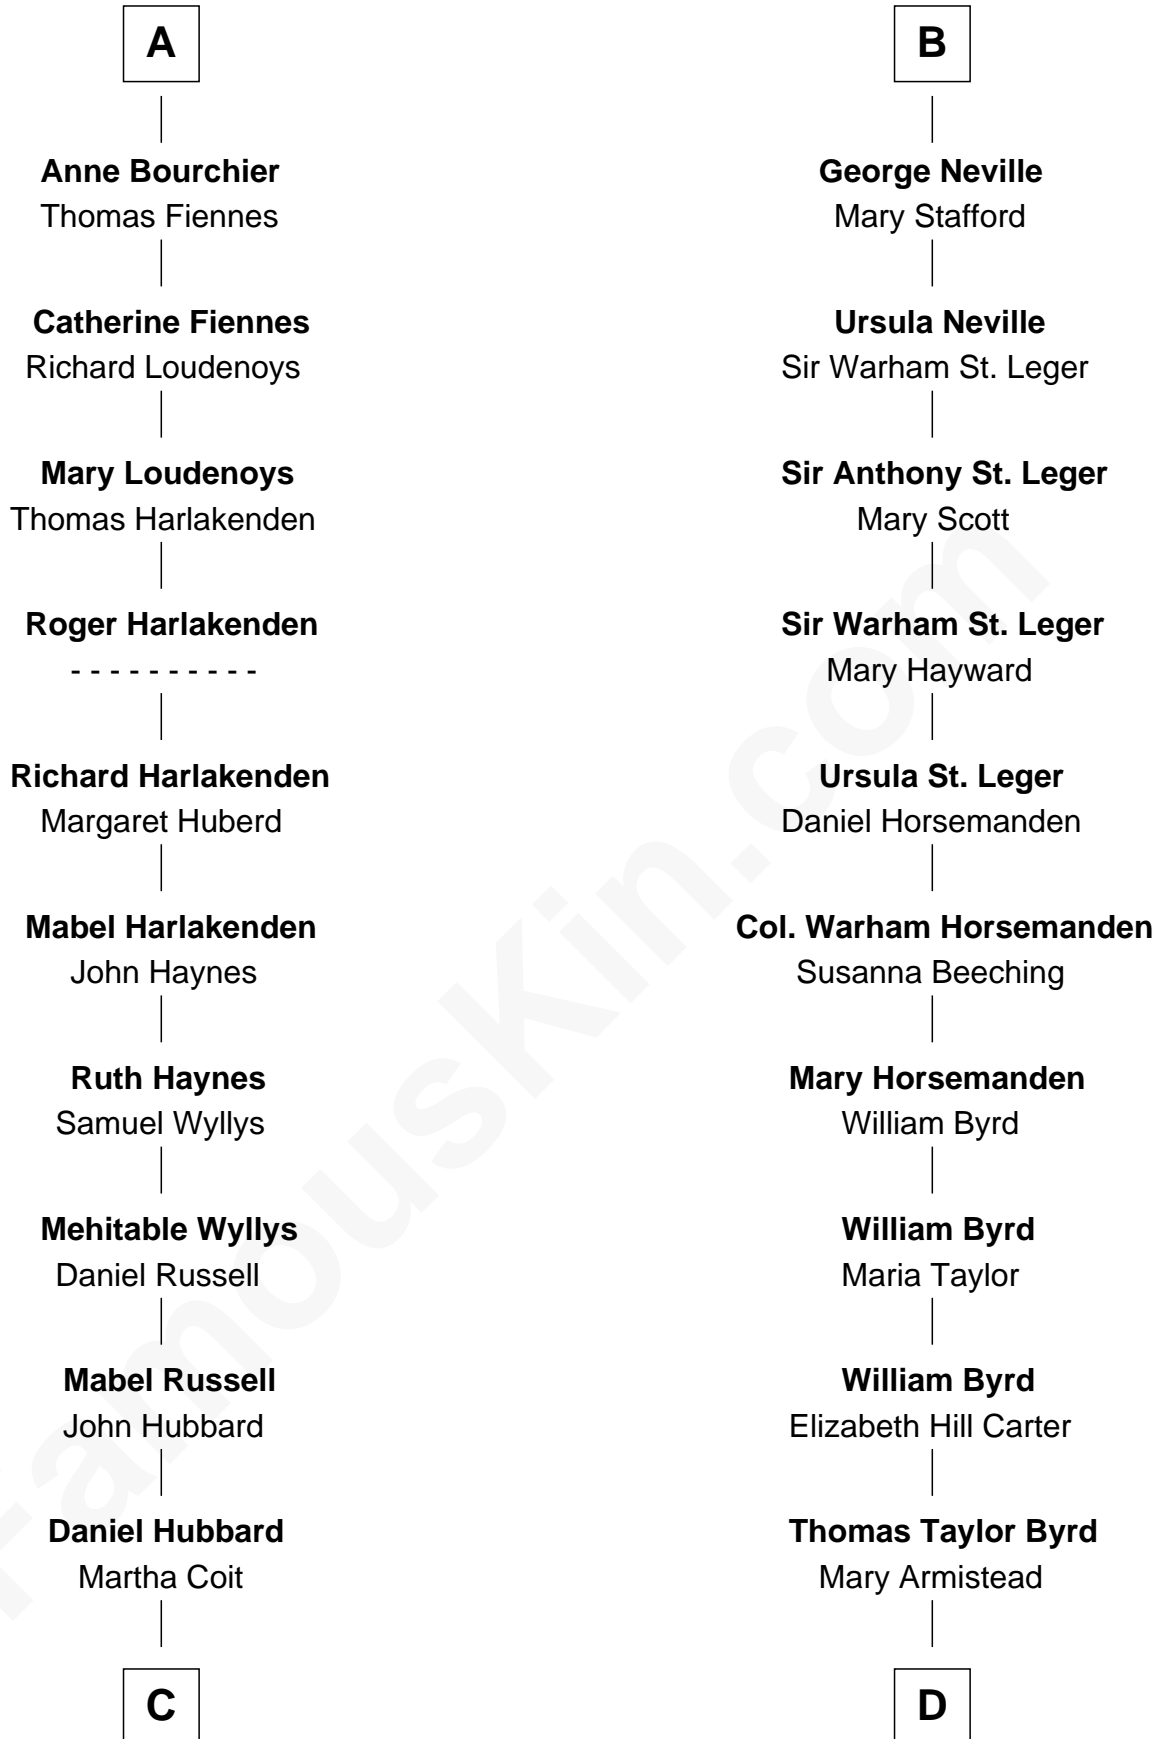 A
Anne Bourchier
Thomas Fiennes
Catherine Fiennes
Richard Loudenoys
Mary Loudenoys
Thomas Harlakenden
Roger Harlakenden
- - - - - - - - - -
Richard Harlakenden
Margaret Huberd
Mabel Harlakenden
John Haynes
Ruth Haynes
Samuel Wyllys
Mehitable Wyllys
Daniel Russell
Mabel Russell
John Hubbard
Daniel Hubbard
Martha Coit
C
B
George Neville
Mary Stafford
Ursula Neville
Sir Warham St. Leger
Sir Anthony St. Leger
Mary Scott
Sir Warham St. Leger
Mary Hayward
Ursula St. Leger
Daniel Horsemanden
Col. Warham Horsemanden
Susanna Beeching
Mary Horsemanden
William Byrd
William Byrd
Maria Taylor
William Byrd
Elizabeth Hill Carter
Thomas Taylor Byrd
Mary Armistead
D
FamousKin.com